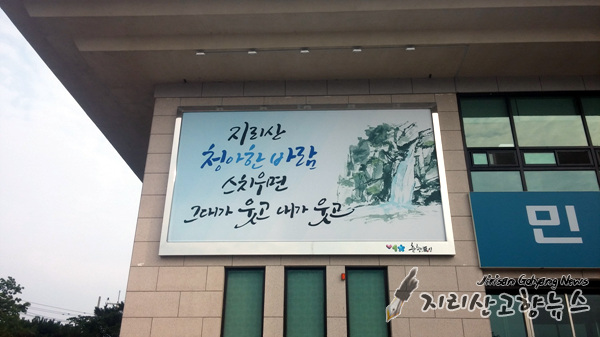 지리산
청아한 바람
스치우면
그대가 웃고 내가 웃고
민
Jirisan Gohyang News
지리산고향뉴스